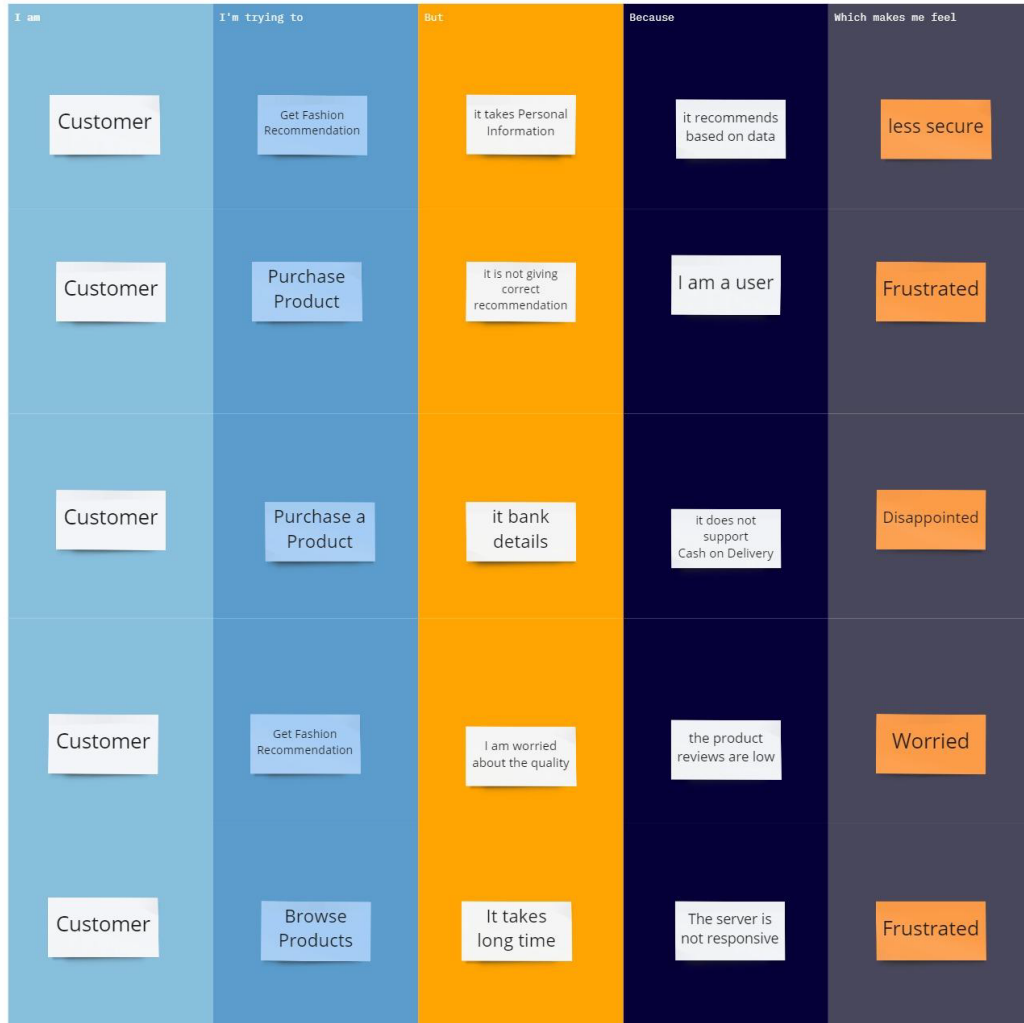 I am
I'm trying to
But
Because
Which makes me feel
Customer
Get Fashion
Recommendation
it takes Personal
Information
it recommends
based on data
less secure
Customer
Purchase
Product
it is not giving
correct
recommendation
I am a user
Frustrated
Customer
Purchase a
Product
it bank
details
it does not
support
Cash on Delivery
Disappointed
Customer
Get Fashion
Recommendation
I am worried
about the quality
the product
reviews are low
Worried
Customer
Browse
Products
It takes
long time
The server is
not responsive
Frustrated